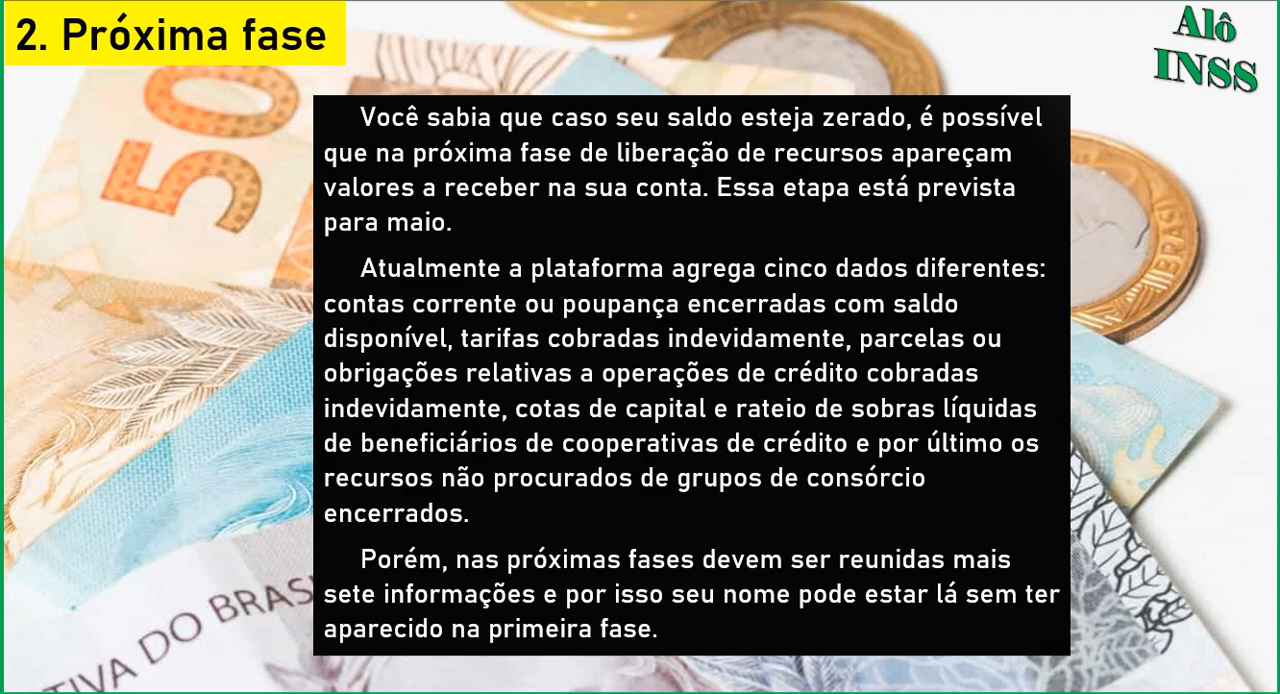 2. Próxima fase
Alô
INSS
Você sabia que caso seu saldo esteja zerado, é possível
que na próxima fase de liberação de recursos apareçam
valores a receber na sua conta. Essa etapa está prevista
para maio.
Atualmente a plataforma agrega cinco dados diferentes:
contas corrente ou poupança encerradas com saldo
disponível, tarifas cobradas indevidamente, parcelas ou
obrigações relativas a operações de crédito cobradas
indevidamente, cotas de capital e rateio de sobras líquidas
de beneficiários de cooperativas de crédito e por último os
recursos não procurados de grupos de consórcio
encerrados.
Porém, nas próximas fases devem ser reunidas mais
sete informações e por isso seu nome pode estar lá sem ter
aparecido na primeira fase.
50
BRASIL
TIVA DO BRAS